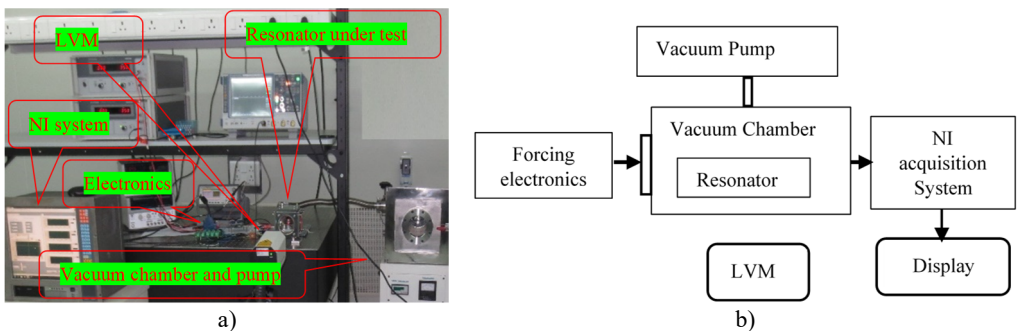 LVM
Resonator under test
NI system
Electronics
Vacuum chamber and pump
a)
Vacuum Pump
Vacuum Chamber
Resonator
Forcing
electronics
NI
acquisition
System
LVM
Display
b)